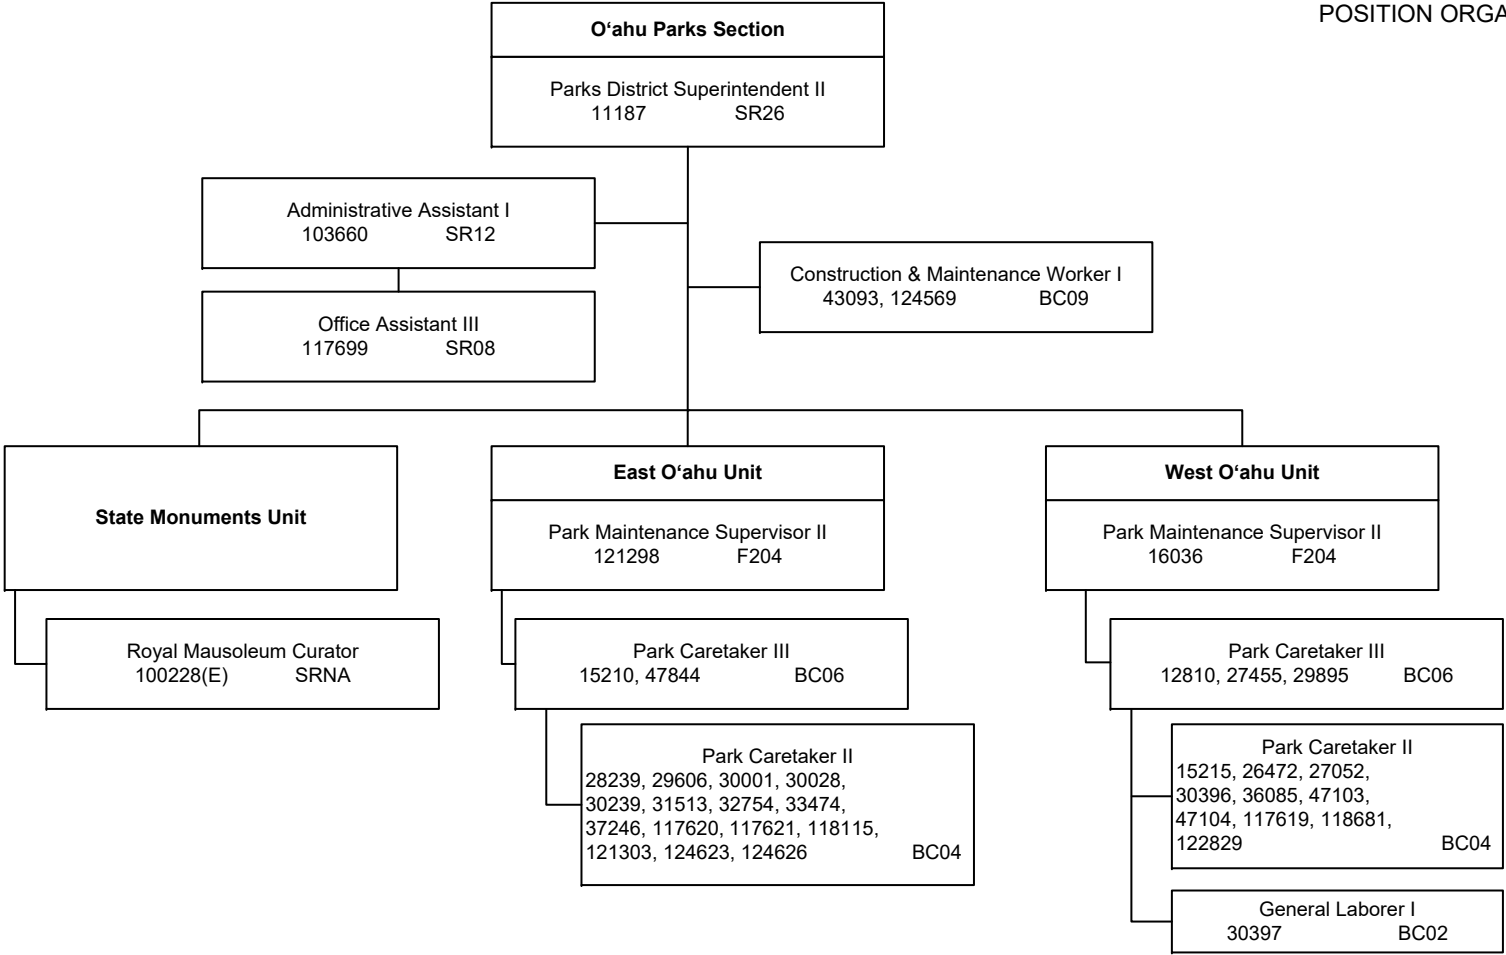 POSITION ORGA
Oʻahu Parks Section
Parks District Superintendent II
11187 SR26
Administrative Assistant I
103660 SR12
Construction & Maintenance Worker I
43093, 124569 BC09
Office Assistant III
117699 SR08
State Monuments Unit
East Oʻahu Unit
Park Maintenance Supervisor II
121298 F204
West Oʻahu Unit
Park Maintenance Supervisor II
16036 F204
Royal Mausoleum Curator
100228(E) SRNA
Park Caretaker III
15210, 47844 BC06
Park Caretaker II
28239, 29606, 30001, 30028,
30239, 31513, 32754, 33474,
37246, 117620, 117621, 118115,
121303, 124623, 124626 BC04
Park Caretaker III
12810, 27455, 29895 BC06
Park Caretaker II
15215, 26472, 27052,
30396, 36085, 47103,
47104, 117619, 118681,
122829 BC04
General Laborer I
30397 BC02